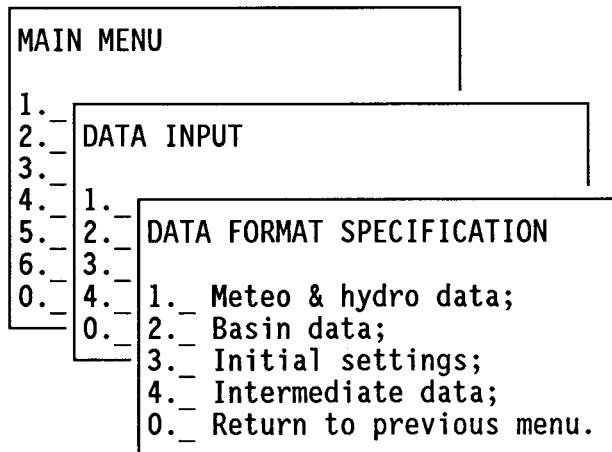 MAIN MENU
1._
2._
3._
4._
5._
6._
0._
DATA INPUT
1._
2._
3._
4._
0._
DATA FORMAT SPECIFICATION
1._ Meteo & hydro data;
2._ Basin data;
3._ Initial settings;
4._ Intermediate data;
0._ Return to previous menu.